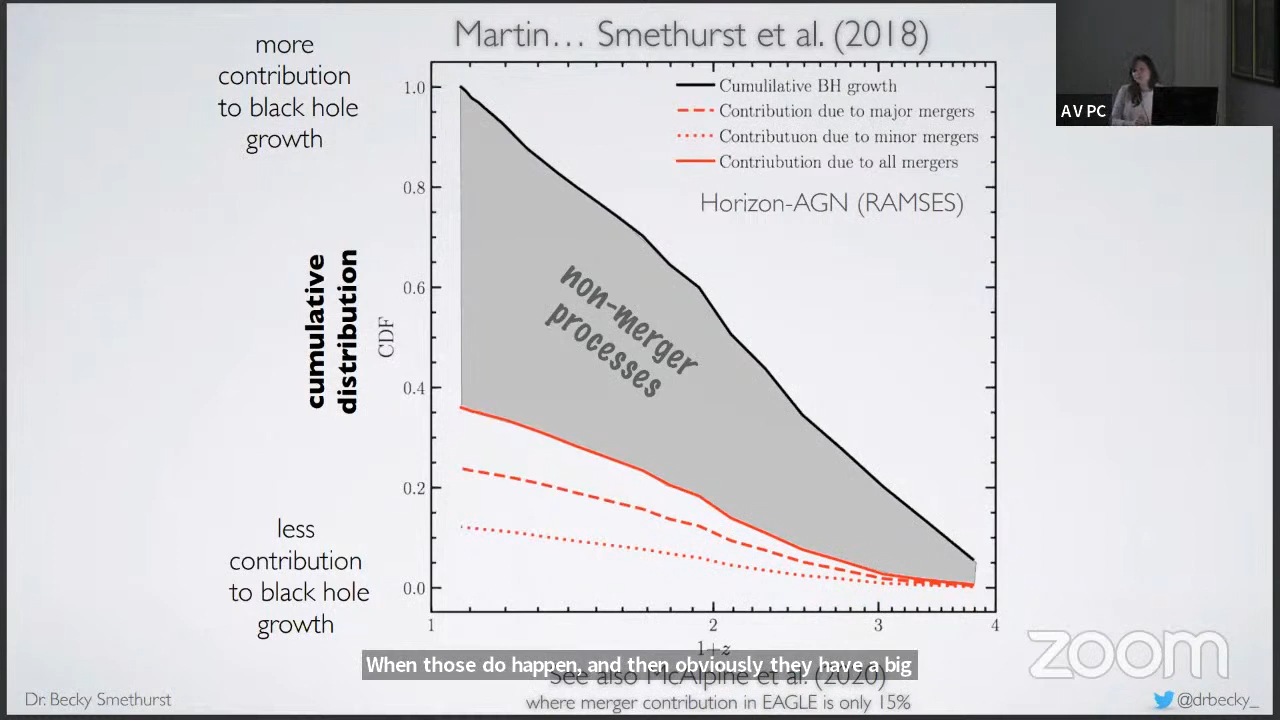 Martin… Smethurst et al. (2018)
more
contribution
to black hole
growth
AV PC
Cumulilative BH growth
Contribution due to major mergers
Contributuon due to minor mergers
Contriubution due to all mergers
Horizon-AGN (RAMSES)
1.0
0.8
0.6
0.4
0.2
0.0
cumulative
distribution
CDF
non-merger
processes
less
contribution
to black hole
growth
1 2 3 4
1+z
When those do happen, and then obviously they have a big
See also McAlpine et al. (2020)
where merger contribution in EAGLE is only 15%
zoom
Dr. Becky Smethurst
@drbecky_